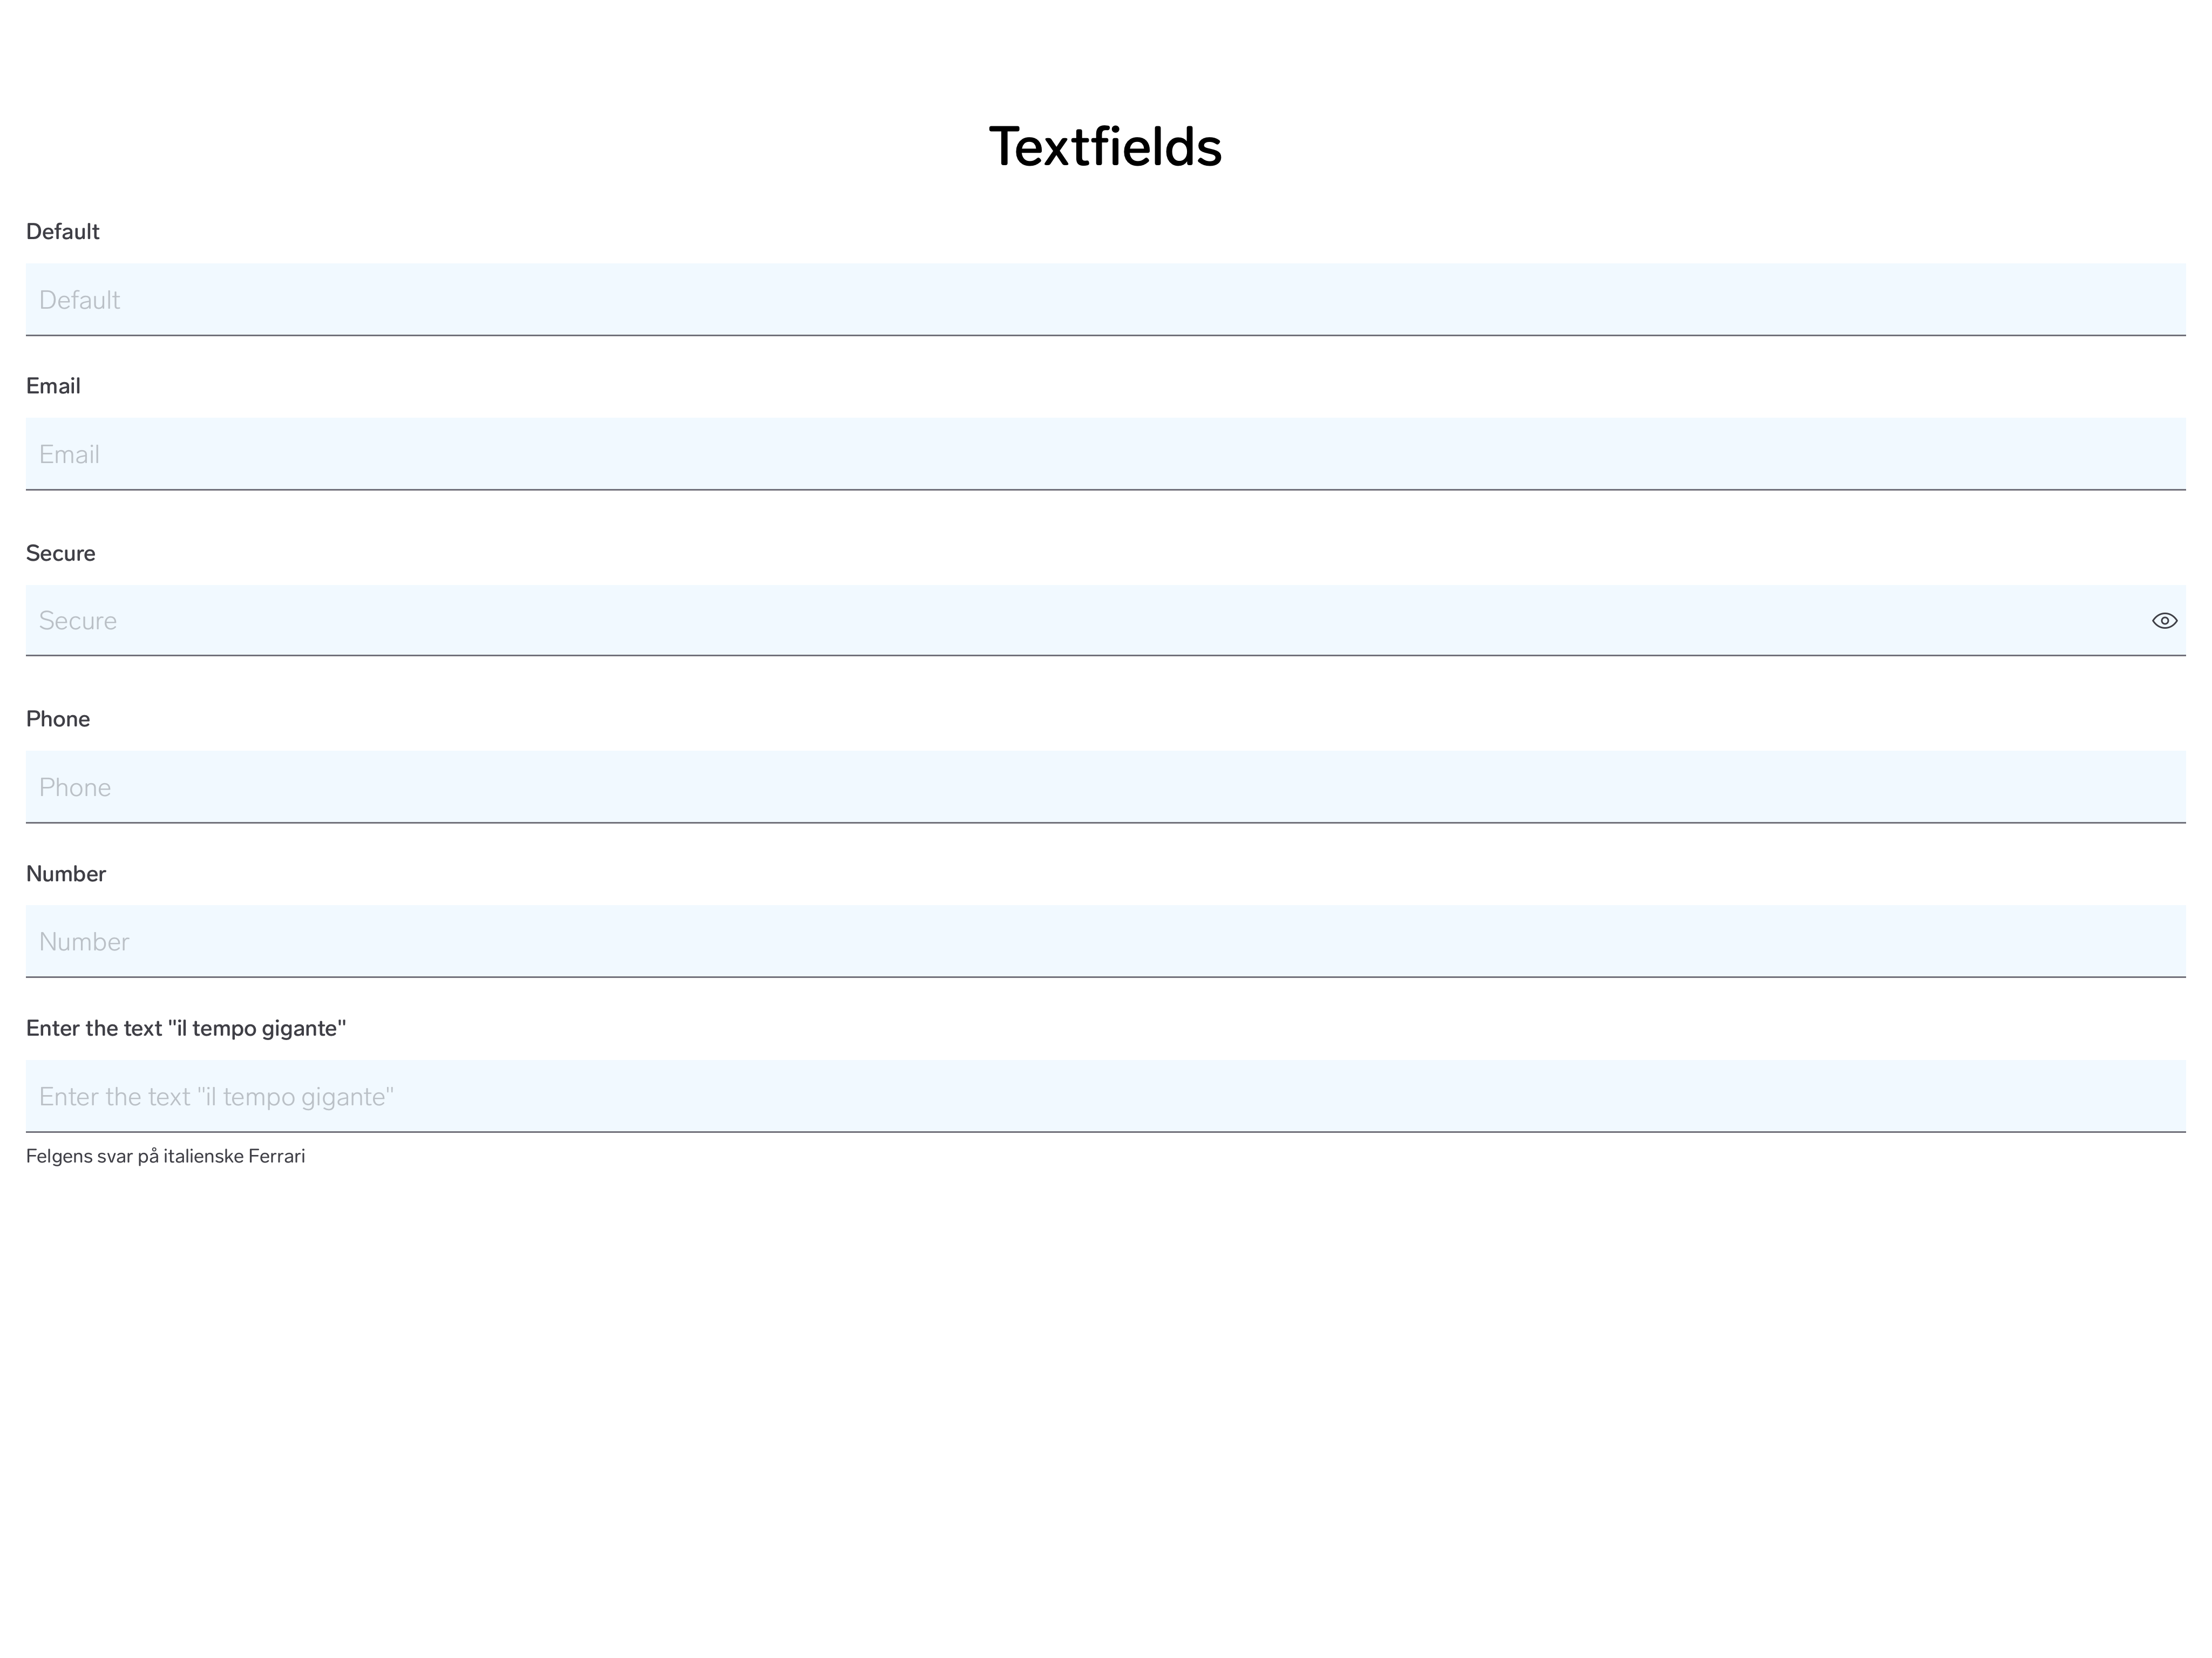 Textfields
Default
Default
Email
Email
Secure
Secure
Phone
Phone
Number
Number
Enter the text "il tempo gigante"
Enter the text "il tempo gigante"
Felgens svar på italienske Ferrari